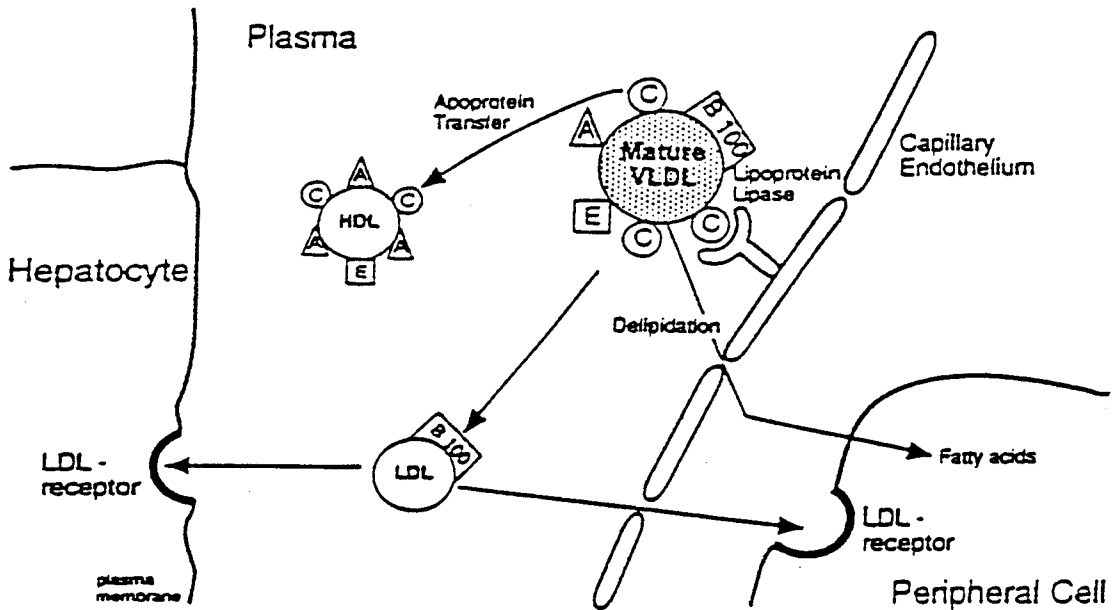 Plasma
Apoprotein
Transfer
C
B 100
A
Mature
VLDL
Capillary
Endothelium
Lipoprotein
Lipase
A
C
C
HDL
E
C
C
A
A
E
Hepatocyte
Delipidation
B 100
LDL
LDL -
receptor
Fatty acids
LDL -
receptor
plasma
membrane
Peripheral Cell